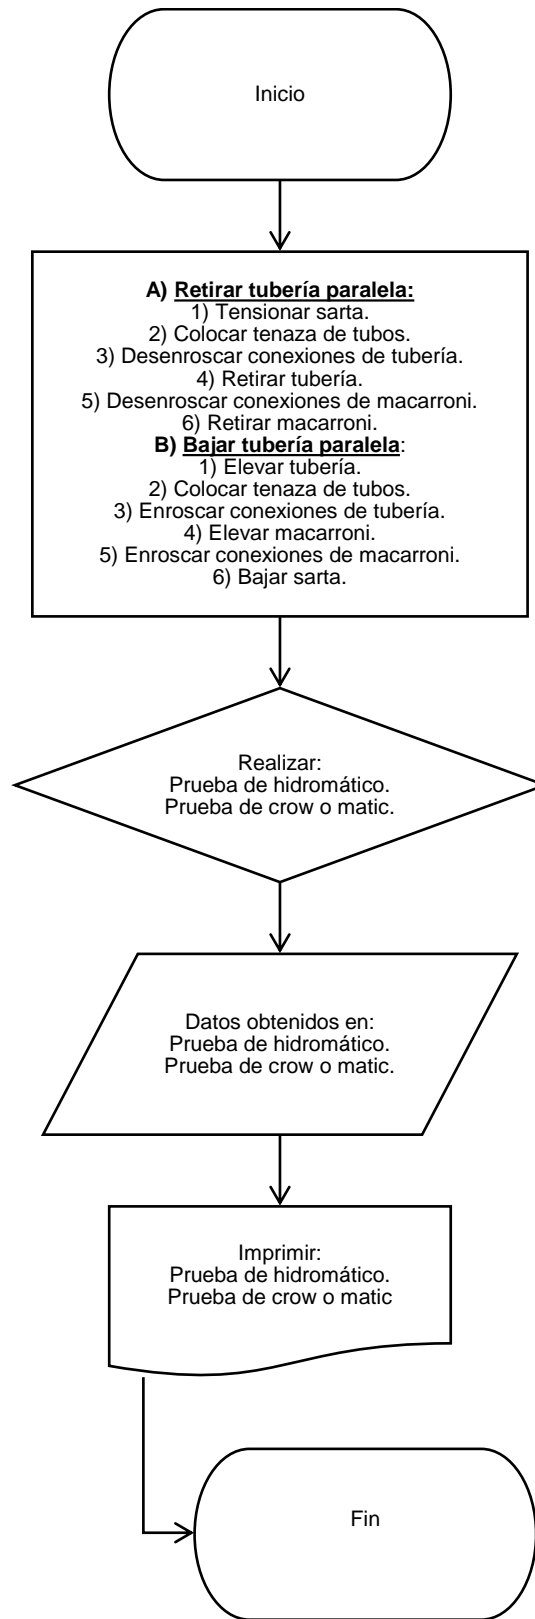 Inicio
A) Retirar tubería paralela:
1) Tensionar sarta.
2) Colocar tenaza de tubos.
3) Desenroscar conexiones de tubería.
4) Retirar tubería.
5) Desenroscar conexiones de macarroni.
6) Retirar macarroni.
B) Bajar tubería paralela:
1) Elevar tubería.
2) Colocar tenaza de tubos.
3) Enroscar conexiones de tubería.
4) Elevar macarroni.
5) Enroscar conexiones de macarroni.
6) Bajar sarta.
Realizar:
Prueba de hidromático.
Prueba de crow o matic.
Datos obtenidos en:
Prueba de hidromático.
Prueba de crow o matic.
Imprimir:
Prueba de hidromático.
Prueba de crow o matic
Fin